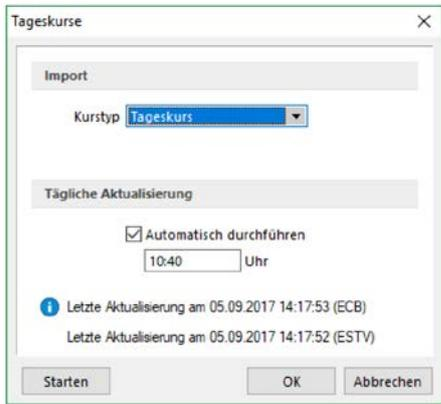 Tageskurse
Import
Kurstyp Tageskurs
Tägliche Aktualisierung
Automatisch durchführen
10:40 Uhr
Letzte Aktualisierung am 05.09.2017 14:17:53 (ECB)
Letzte Aktualisierung am 05.09.2017 14:17:52 (ESTV)
Starten OK Abbrechen